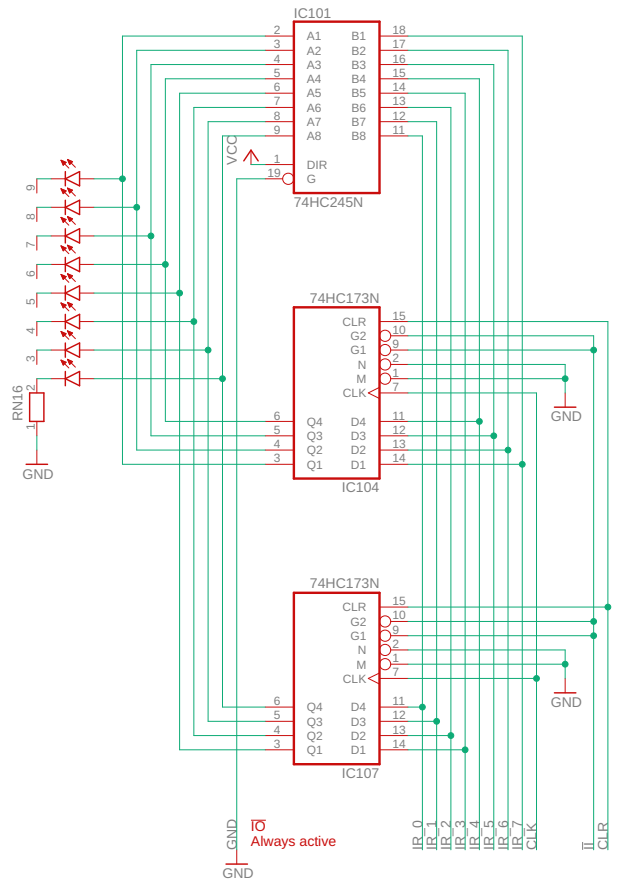 IC101
2 A1 B1 18
3 A2 B2 17
4 A3 B3 16
5 A4 B4 15
6 A5 B5 14
7 A6 B6 13
8 A7 B7 12
9 A8 B8 11
VCC
1 DIR
19 G
74HC245N
9
8
7
6
5
4
3
2
RN16
1
GND
74HC173N
CLR 15
G2 10
G1 9
N 2
M 1
CLK 7
GND
6 Q4 D4 11
5 Q3 D3 12
4 Q2 D2 13
3 Q1 D1 14
IC104
74HC173N
CLR 15
G2 10
G1 9
N 2
M 1
CLK 7
GND
6 Q4 D4 11
5 Q3 D3 12
4 Q2 D2 13
3 Q1 D1 14
IC107
GND
IO
Always active
GND
IR_0
IR_1
IR_2
IR_3
IR_4
IR_5
IR_6
IR_7
CLK
II
CLR